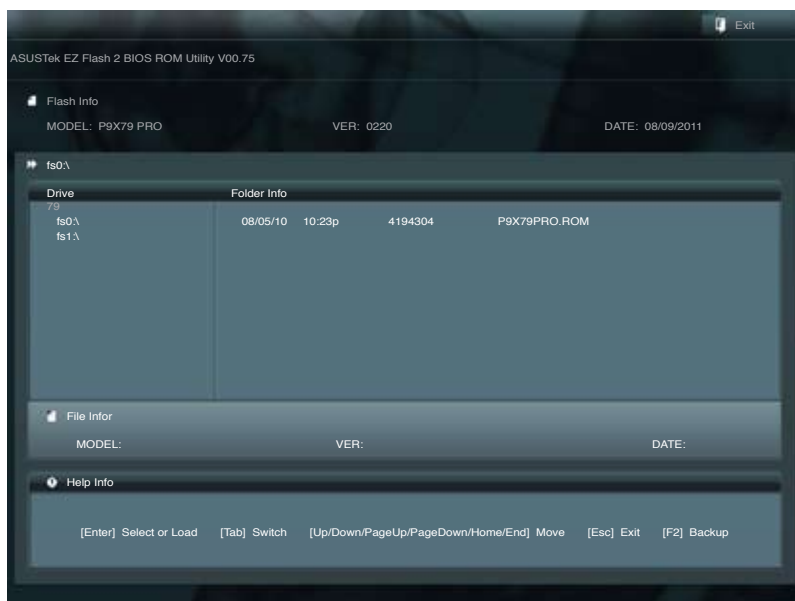 Exit
ASUSTek EZ Flash 2 BIOS ROM Utility V00.75
Flash Info
MODEL: P9X79 PRO VER: 0220 DATE: 08/09/2011
fs0:\
Drive Folder Info
79
fs0:\ 08/05/10 10:23p 4194304 P9X79PRO.ROM
fs1:\
File Infor
MODEL: VER: DATE:
Help Info
[Enter] Select or Load [Tab] Switch [Up/Down/PageUp/PageDown/Home/End] Move [Esc] Exit [F2] Backup